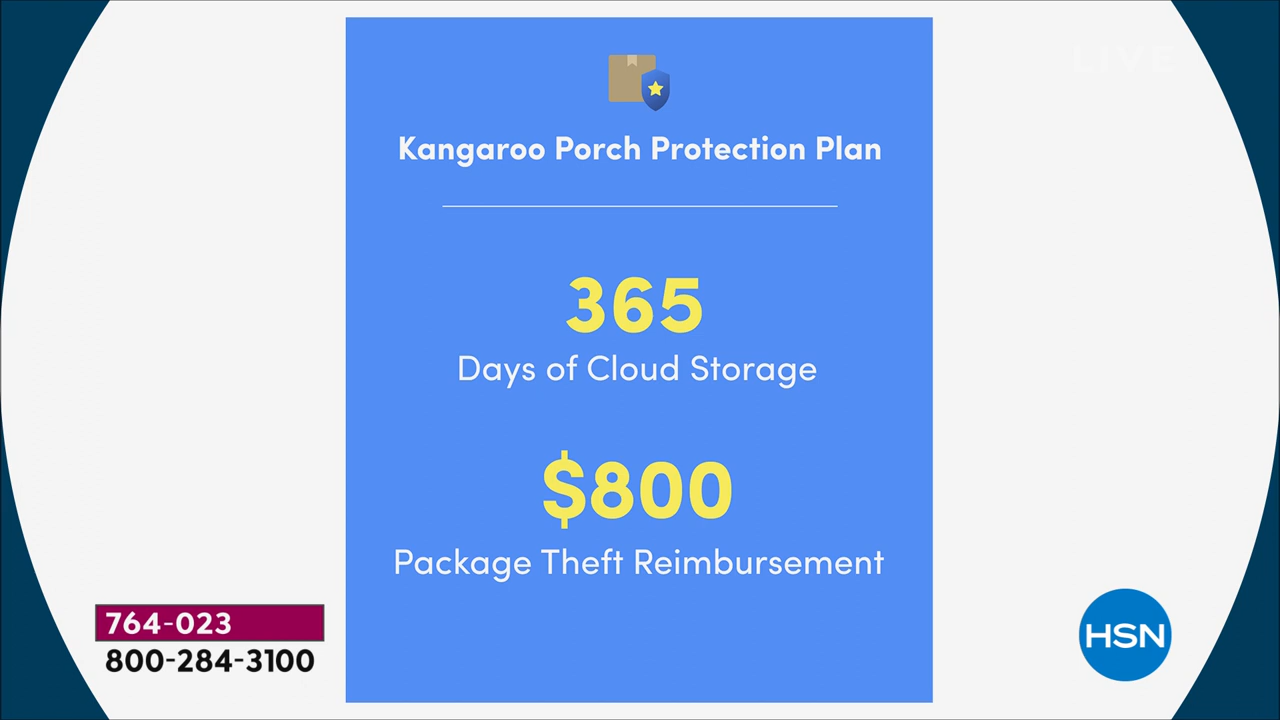 LIVE
Kangaroo Porch Protection Plan
365
Days of Cloud Storage
$800
Package Theft Reimbursement
764-023
800-284-3100
HSN